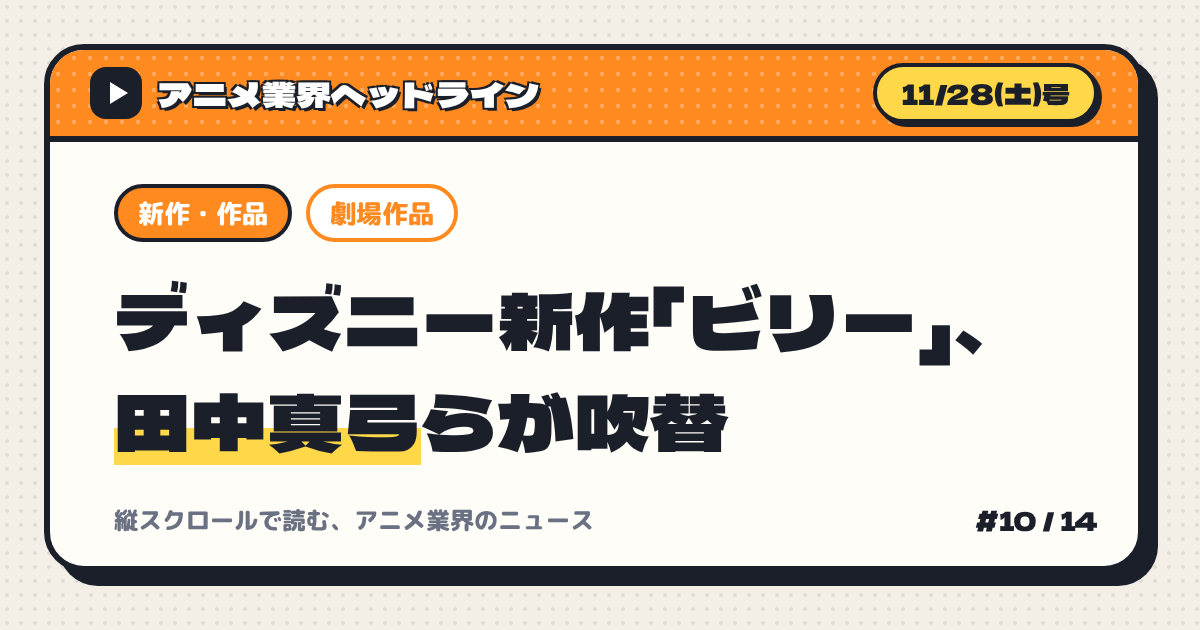 アニメ業界ヘッドライン
11/28(土)号
新作・作品
劇場作品
ディズニー新作「ビリー」、
田中真弓らが吹替
縦スクロールで読む、アニメ業界のニュース
#10 / 14